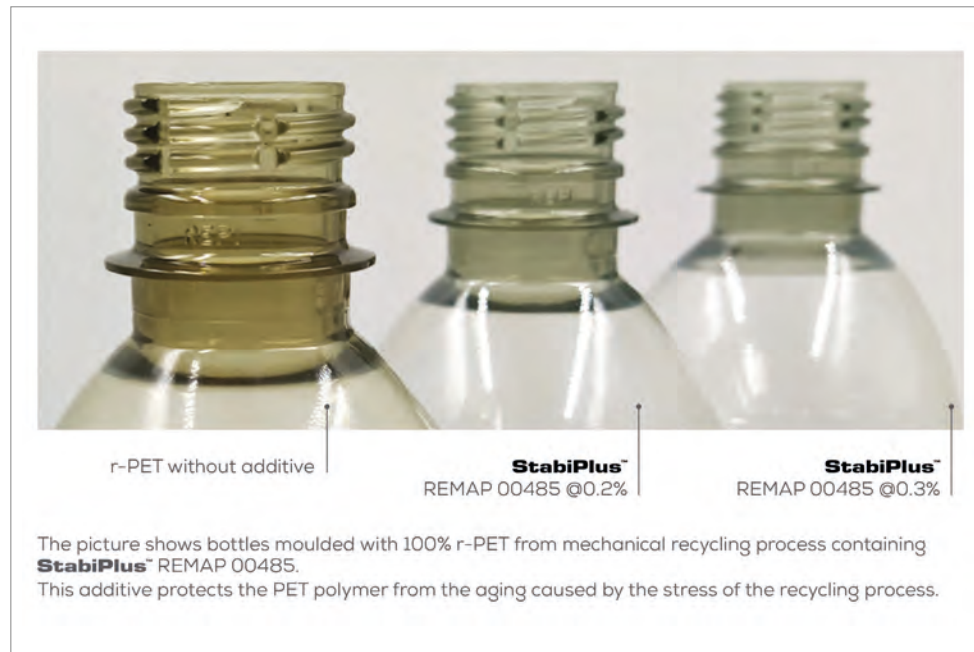 r-PET without additive
StabiPlus™
REMAP 00485 @0.2%
StabiPlus™
REMAP 00485 @0.3%
The picture shows bottles moulded with 100% r-PET from mechanical recycling process containing
StabiPlus™ REMAP 00485.
This additive protects the PET polymer from the aging caused by the stress of the recycling process.